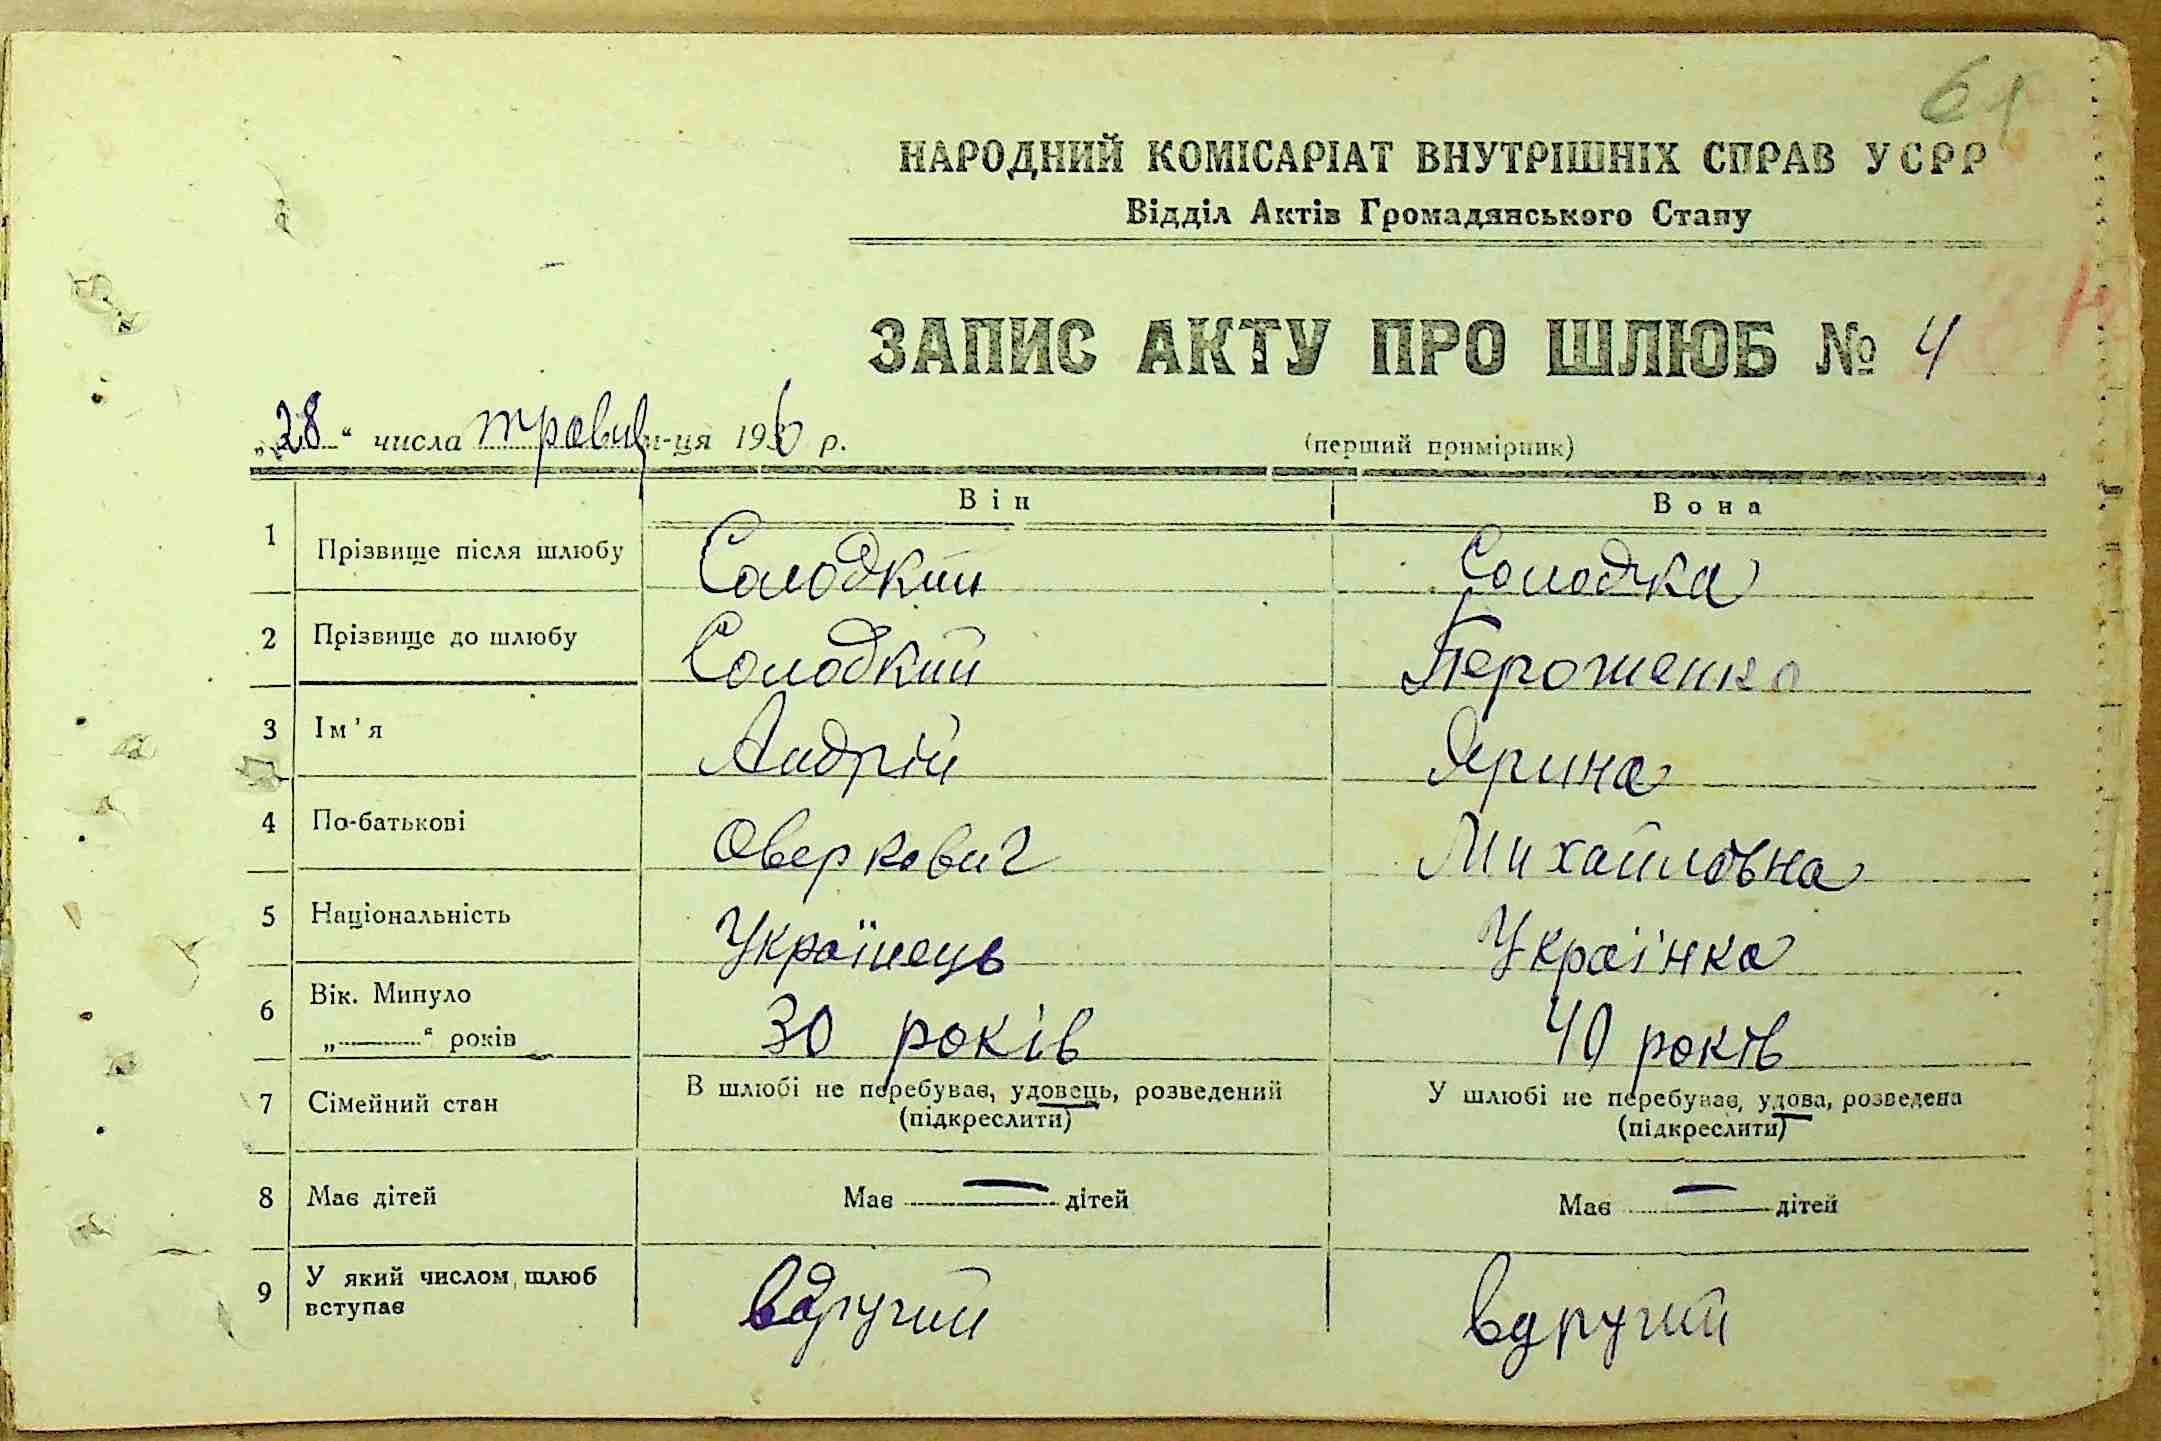 61
НАРОДНИЙ КОМІСАРІАТ ВНУТРІШНІХ СПРАВ УСРР
Відділ Актів Громадянського Стану
ЗАПИС АКТУ ПРО ШЛЮБ № 4
„28" числа травня м-ця 1936 р. (перший примірник)
Він Вона
1 Прізвище після шлюбу Солодкий Солодка
2 Прізвище до шлюбу Солодкий
3 Ім'я Андрій Ярина
4 По-батькові Оверкович Михайловна
5 Національність Українець Українка
6 Вік. Минуло
„———" років 30 років 40 років
7 Сімейний стан В шлюбі не перебуває, удовець, розведений У шлюбі не перебуває, удова, розведена
(підкреслити) (підкреслити)
8 Має дітей Має — дітей Має — дітей
9 У який числом шлюб
вступає вдругий вдругий